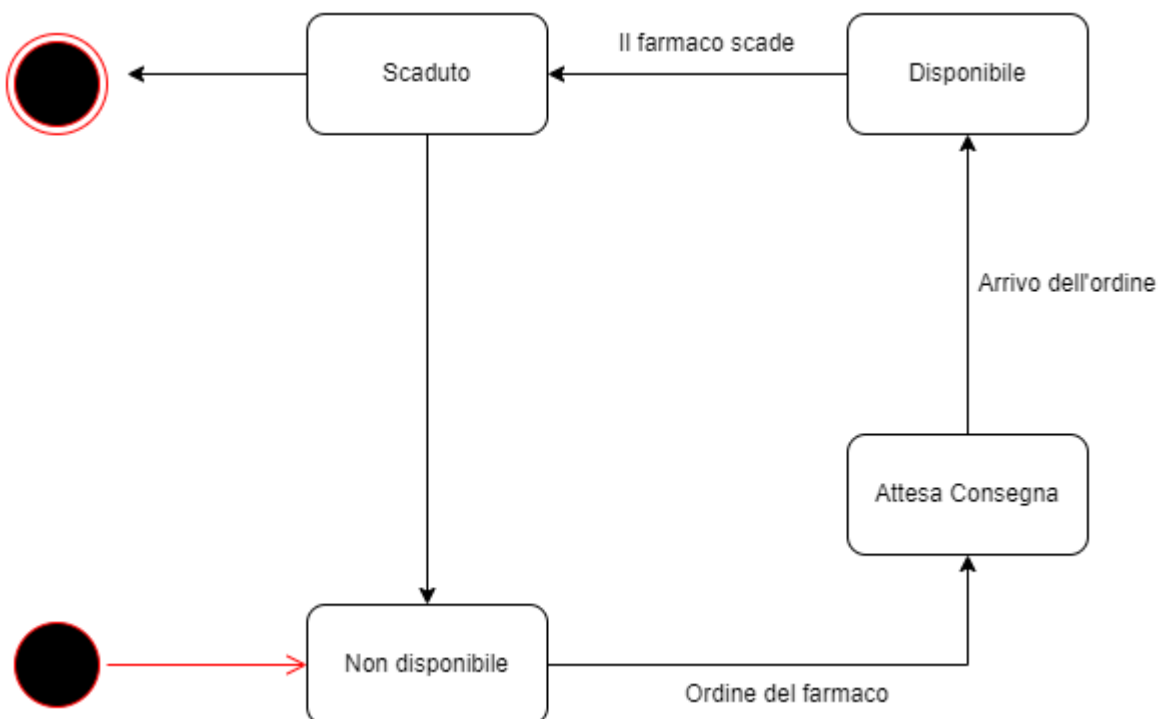 Scaduto
Il farmaco scade
Disponibile
Arrivo dell'ordine
Attesa Consegna
Non disponibile
Ordine del farmaco